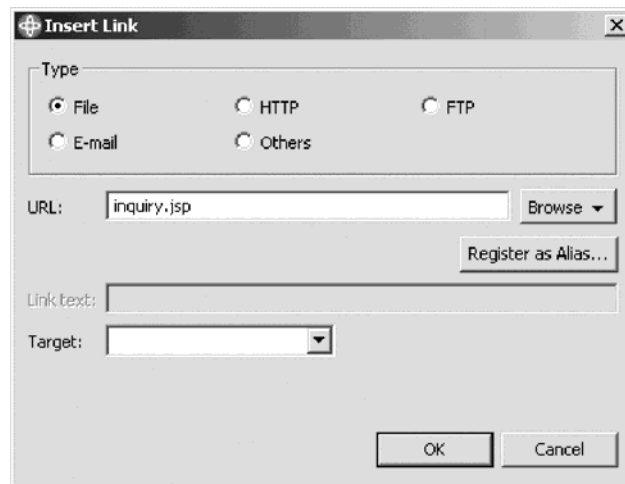 Insert Link
Type
File HTTP FTP
E-mail Others
URL: inquiry.jsp Browse
Register as Alias...
Link text:
Target:
OK Cancel